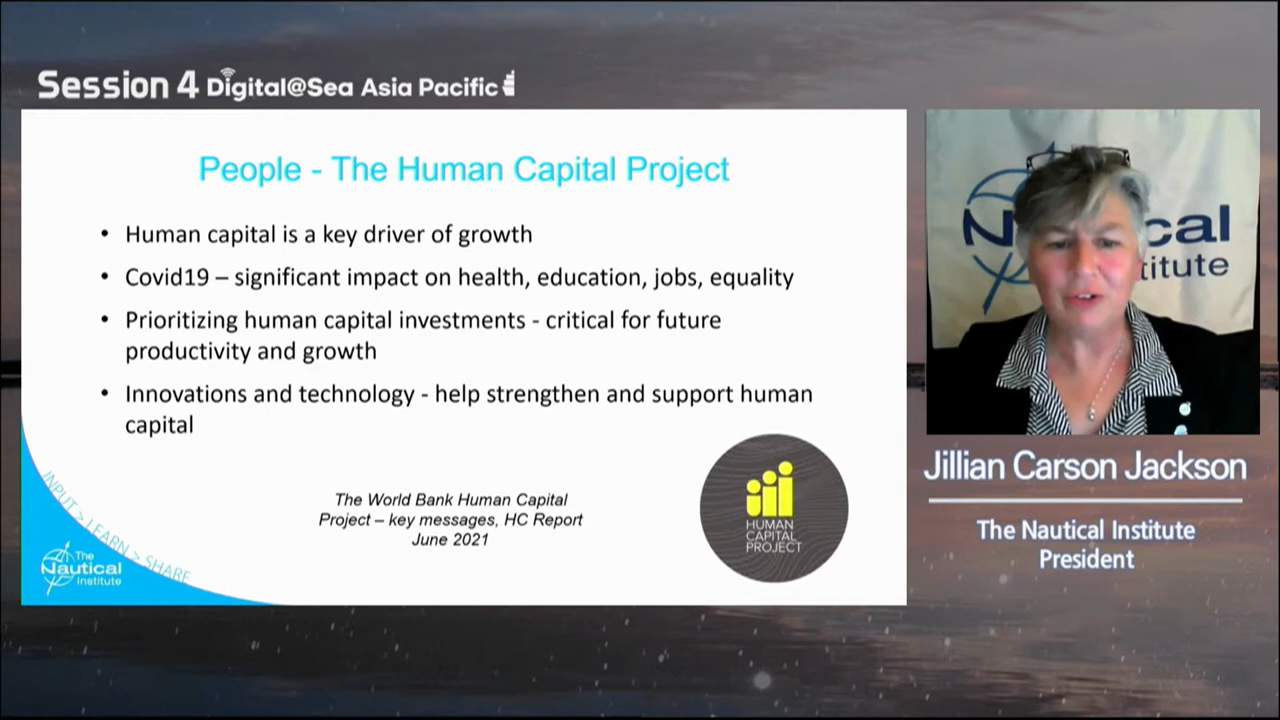 Session 4 Digital@Sea Asia Pacific
People - The Human Capital Project
• Human capital is a key driver of growth
• Covid19 – significant impact on health, education, jobs, equality
• Prioritizing human capital investments - critical for future
productivity and growth
• Innovations and technology - help strengthen and support human
capital
The World Bank Human Capital
Project – key messages, HC Report
June 2021
HUMAN
CAPITAL
PROJECT
INPUT > LEARN > SHARE
The
Nautical
Institute
Jillian Carson Jackson
The Nautical Institute
President